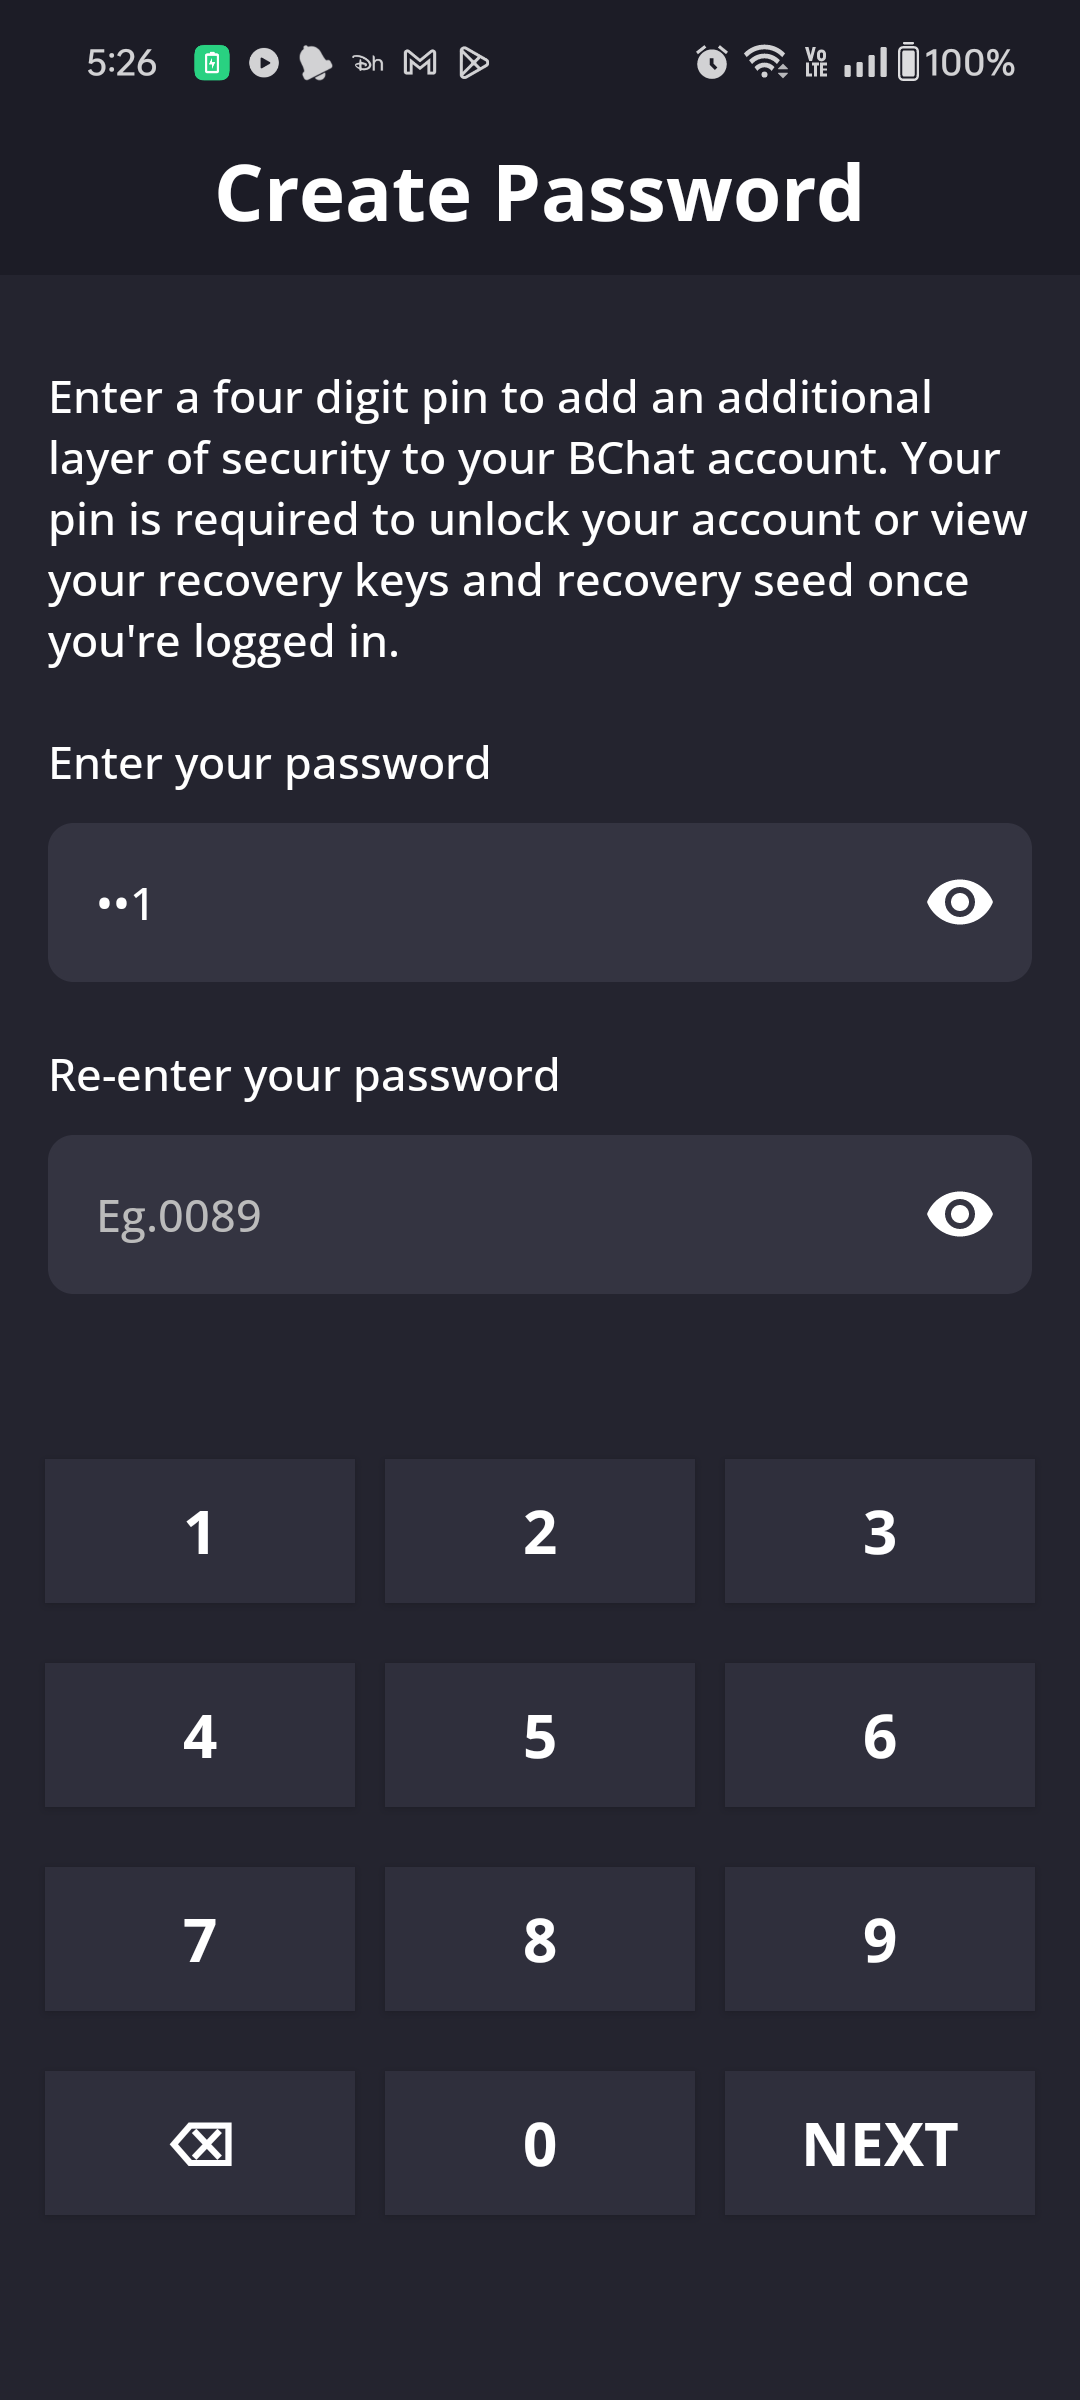 5:26 h Vo LTE 100%
Create Password
Enter a four digit pin to add an additional
layer of security to your BChat account. Your
pin is required to unlock your account or view
your recovery keys and recovery seed once
you're logged in.
Enter your password
••1
Re-enter your password
Eg.0089
1 2 3
4 5 6
7 8 9
0 NEXT